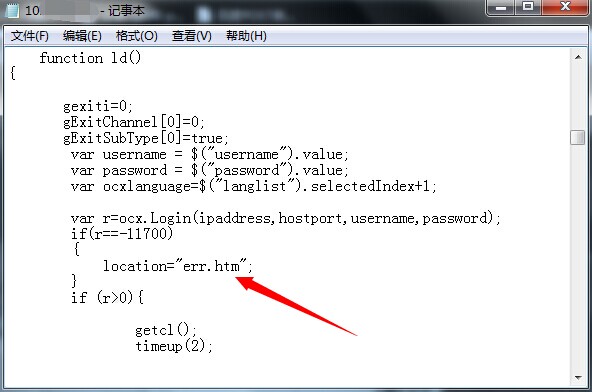 10 - 记事本
文件(F) 编辑(E) 格式(O) 查看(V) 帮助(H)
function ld()
{
gexiti=0;
gExitChannel[0]=0;
gExitSubType[0]=true;
var username = $("username").value;
var password = $("password").value;
var ocxlanguage=$("langlist").selectedIndex+1;
var r=ocx.Login(ipaddress,hostport,username,password);
if(r==-11700)
{
location="err.htm";
}
if (r>0){
getcl();
timeup(2);